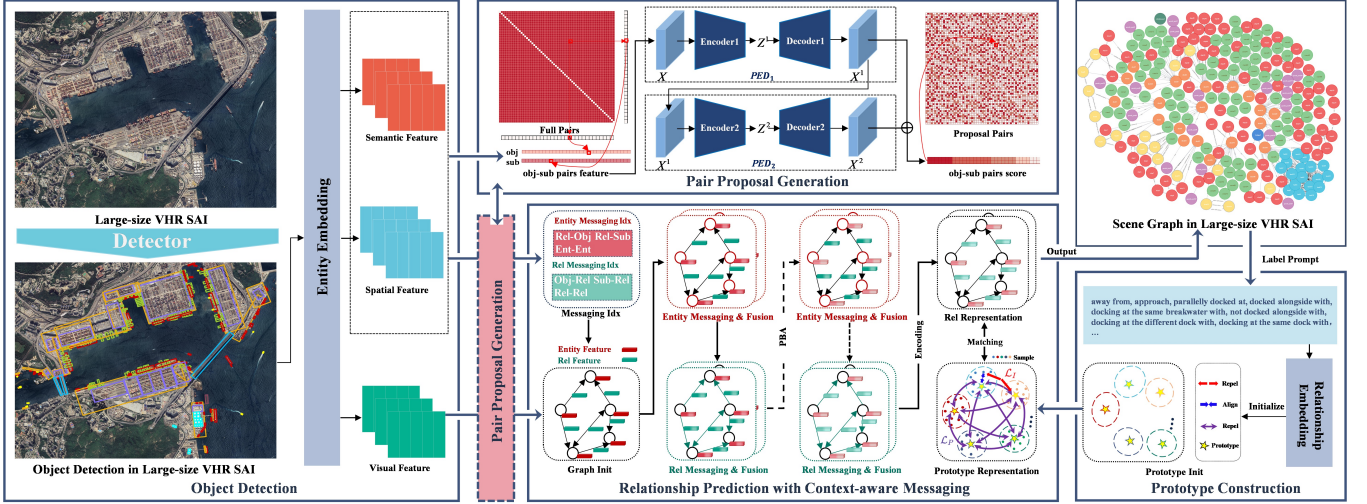 Large-size VHR SAI
Detector
Object Detection in Large-size VHR SAI
Object Detection
Entity Embedding
Semantic Feature
Spatial Feature
Visual Feature
Full Pairs
obj
sub
obj-sub pairs feature
X
Encoder1
Z1
Decoder1
X1
PED1
X1
Encoder2
Z2
Decoder2
X2
PED2
Proposal Pairs
obj-sub pairs score
Pair Proposal Generation
Pair Proposal Generation
Entity Messaging Idx
Rel-Obj Rel-Sub
Ent-Ent
Rel Messaging Idx
Obj-Rel Sub-Rel
Rel-Rel
Messaging Idx
Entity Feature
Rel Feature
Graph Init
Entity Messaging & Fusion
Rel Messaging & Fusion
PBA
Entity Messaging & Fusion
Rel Messaging & Fusion
Encoding
Rel Representation
Matching
Sample
L1
LP
Prototype Representation
Relationship Prediction with Context-aware Messaging
Output
Scene Graph in Large-size VHR SAI
Label Prompt
away from, approach, parallelly docked at, docked alongside with,
docking at the same breakwater with, not docked alongside with,
docking at the different dock with, docking at the same dock with,
...
Relationship
Embedding
Initialize
Repel
Align
Repel
Prototype
Prototype Init
Prototype Construction